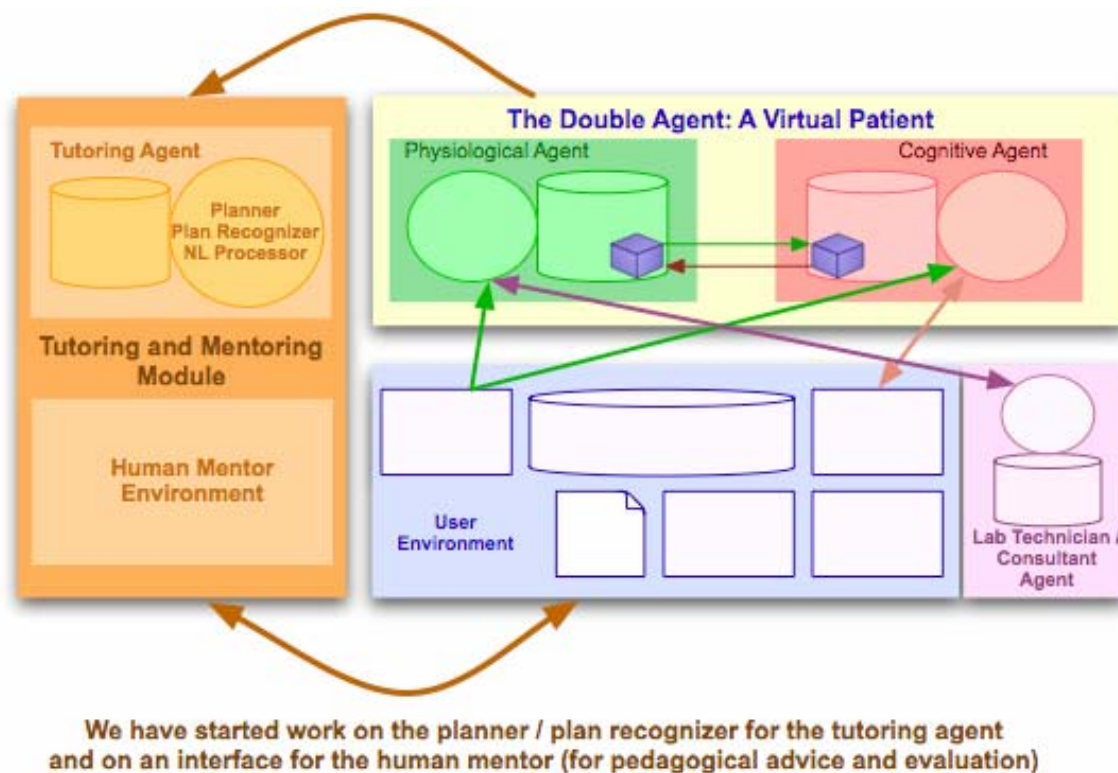 The Double Agent: A Virtual Patient
Tutoring Agent
Physiological Agent
Cognitive Agent
Planner
Plan Recognizer
NL Processor
Tutoring and Mentoring
Module
Human Mentor
Environment
User
Environment
Lab Technician /
Consultant
Agent
We have started work on the planner / plan recognizer for the tutoring agent
and on an interface for the human mentor (for pedagogical advice and evaluation)